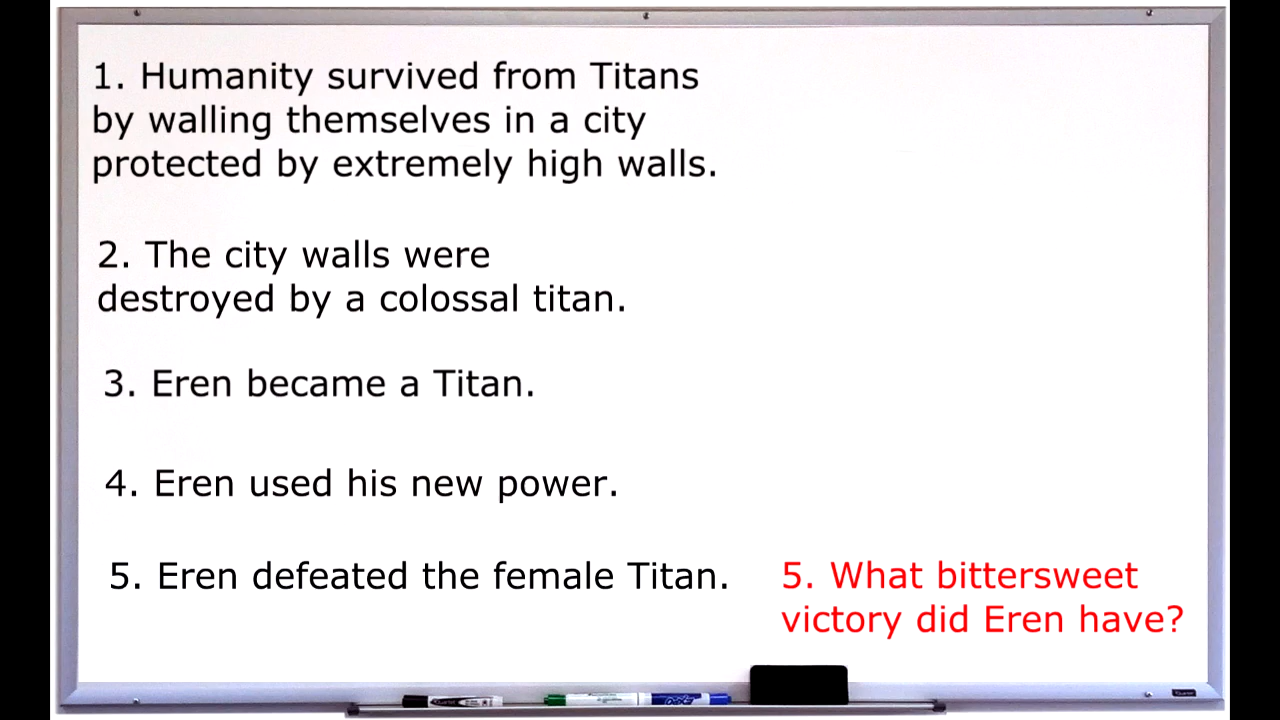 1. Humanity survived from Titans
by walling themselves in a city
protected by extremely high walls.
2. The city walls were
destroyed by a colossal titan.
3. Eren became a Titan.
4. Eren used his new power.
5. Eren defeated the female Titan.
5. What bittersweet
victory did Eren have?